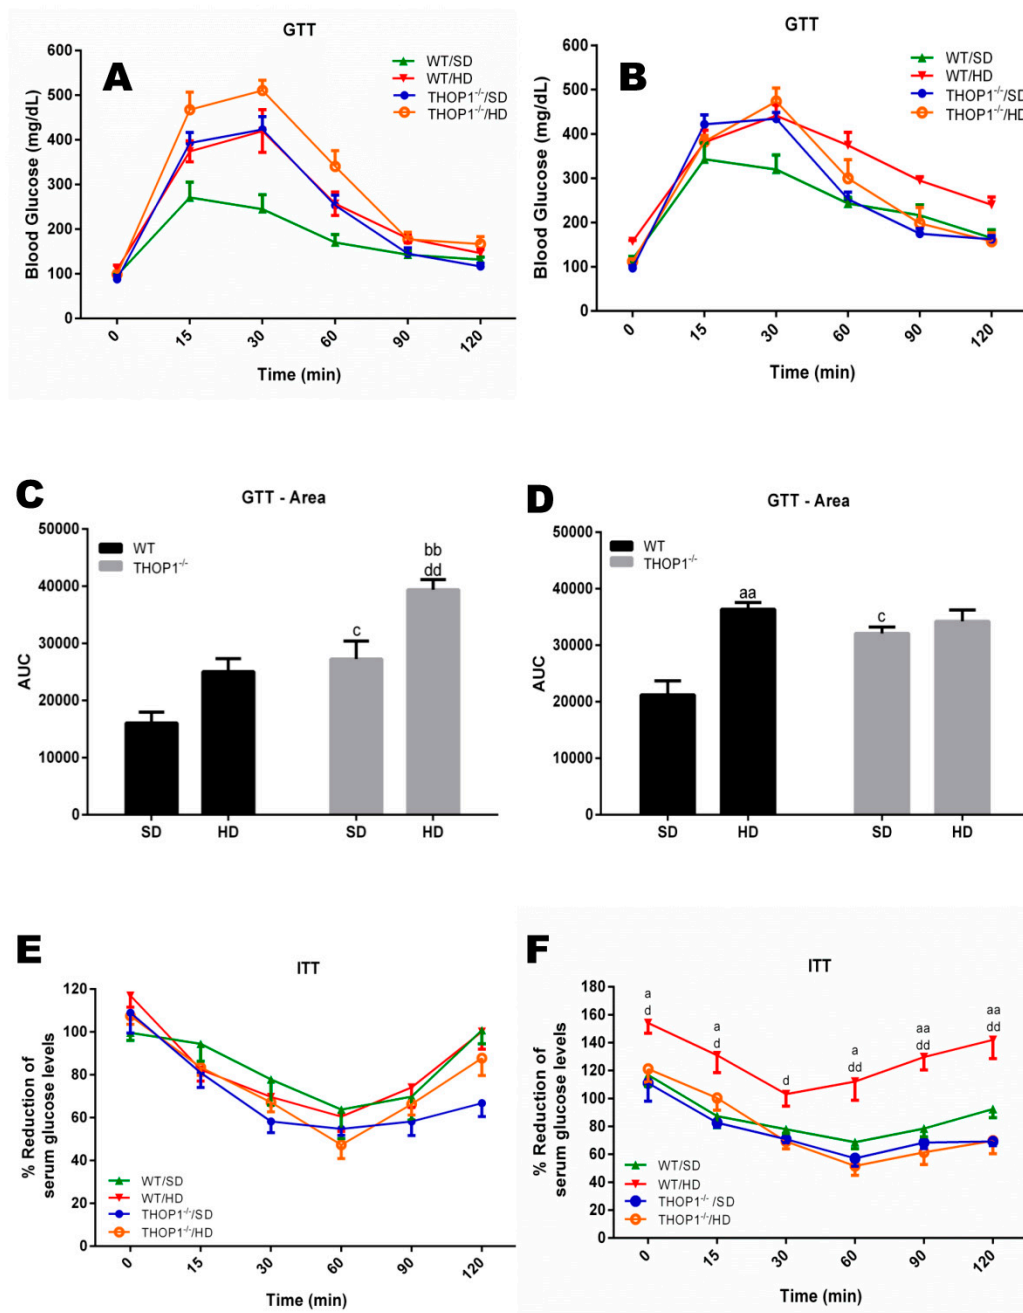 GTT
A
WT/SD
WT/HD
THOP1-/-/SD
THOP1-/-/HD
Blood Glucose (mg/dL)
600
500
400
300
200
100
0
0 15 30 60 90 120
Time (min)
GTT
B
WT/SD
WT/HD
THOP1-/-/SD
THOP1-/-/HD
Blood Glucose (mg/dL)
600
500
400
300
200
100
0
0 15 30 60 90 120
Time (min)
C
GTT - Area
WT
THOP1-/-
AUC
50000
40000
30000
20000
10000
0
c
bb
dd
SD HD SD HD
D
GTT - Area
WT
THOP1-/-
AUC
50000
40000
30000
20000
10000
0
aa
c
SD HD SD HD
E
ITT
% Reduction of
serum glucose levels
120
100
80
60
40
20
0
WT/SD
WT/HD
THOP1-/-/SD
THOP1-/-/HD
0 15 30 60 90 120
Time (min)
F
ITT
% Reduction of
serum glucose levels
180
160
140
120
100
80
60
40
20
0
a a a aa aa
d d d dd dd dd
WT/SD
WT/HD
THOP1-/-/SD
THOP1-/-/HD
0 15 30 60 90 120
Time (min)